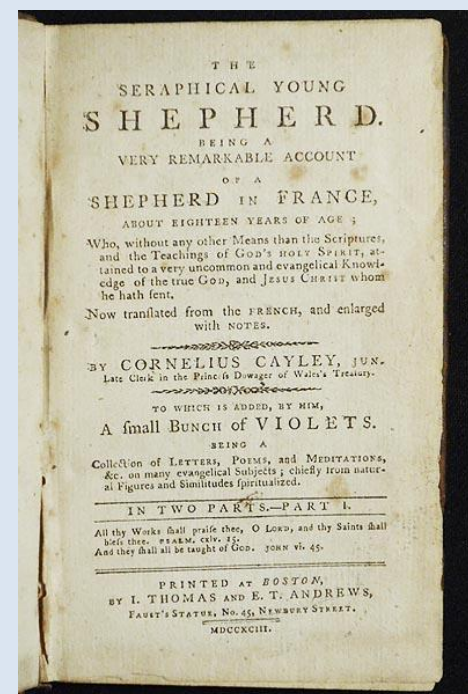 THE
SERAPHICAL YOUNG
SHEPHERD.
BEING A
VERY REMARKABLE ACCOUNT
OF A
SHEPHERD IN FRANCE,
ABOUT EIGHTEEN YEARS OF AGE;
Who, without any other Means than the Scriptures,
and the Teachings of GOD's HOLY SPIRIT, at-
tained to a very uncommon and evangelical Knowl-
edge of the true GOD, and JESUS CHRIST whom
he hath sent.
Now tranſlated from the FRENCH, and enlarged
with NOTES.
BY CORNELIUS CAYLEY, JUN.
Late Clerk in the Princeſs Dowager of Wales's Treaſury.
TO WHICH IS ADDED, BY HIM,
A ſmall BUNCH of VIOLETS.
BEING A
Collection of LETTERS, POEMS, and MEDITATIONS,
&c. on many evangelical Subjects; chiefly from natur-
al Figures and Similitudes ſpiritualized.
IN TWO PARTS.—PART I.
All thy Works ſhall praiſe thee, O LORD, and thy Saints ſhall
bleſs thee. PSALM, cxlv. 15.
And they ſhall all be taught of GOD. JOHN vi. 45.
PRINTED AT BOSTON,
BY I. THOMAS AND E. T. ANDREWS,
FAUST'S STATUE, No. 45, NEWBURY STREET.
MDCCXCIII.